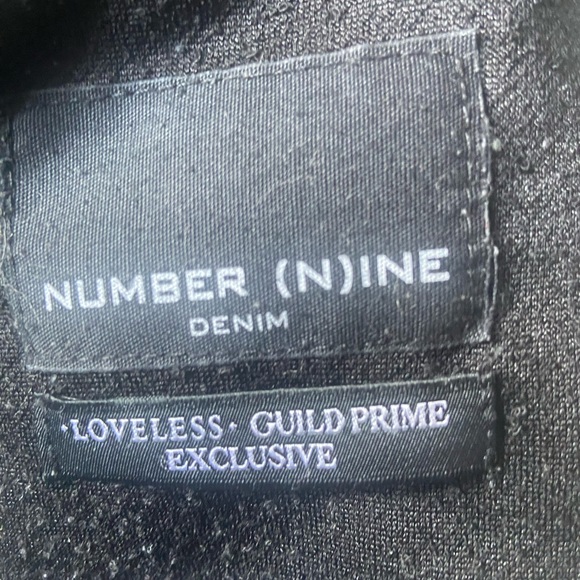 NUMBER (N)INE
DENIM
·LOVELESS· GUILD PRIME
EXCLUSIVE